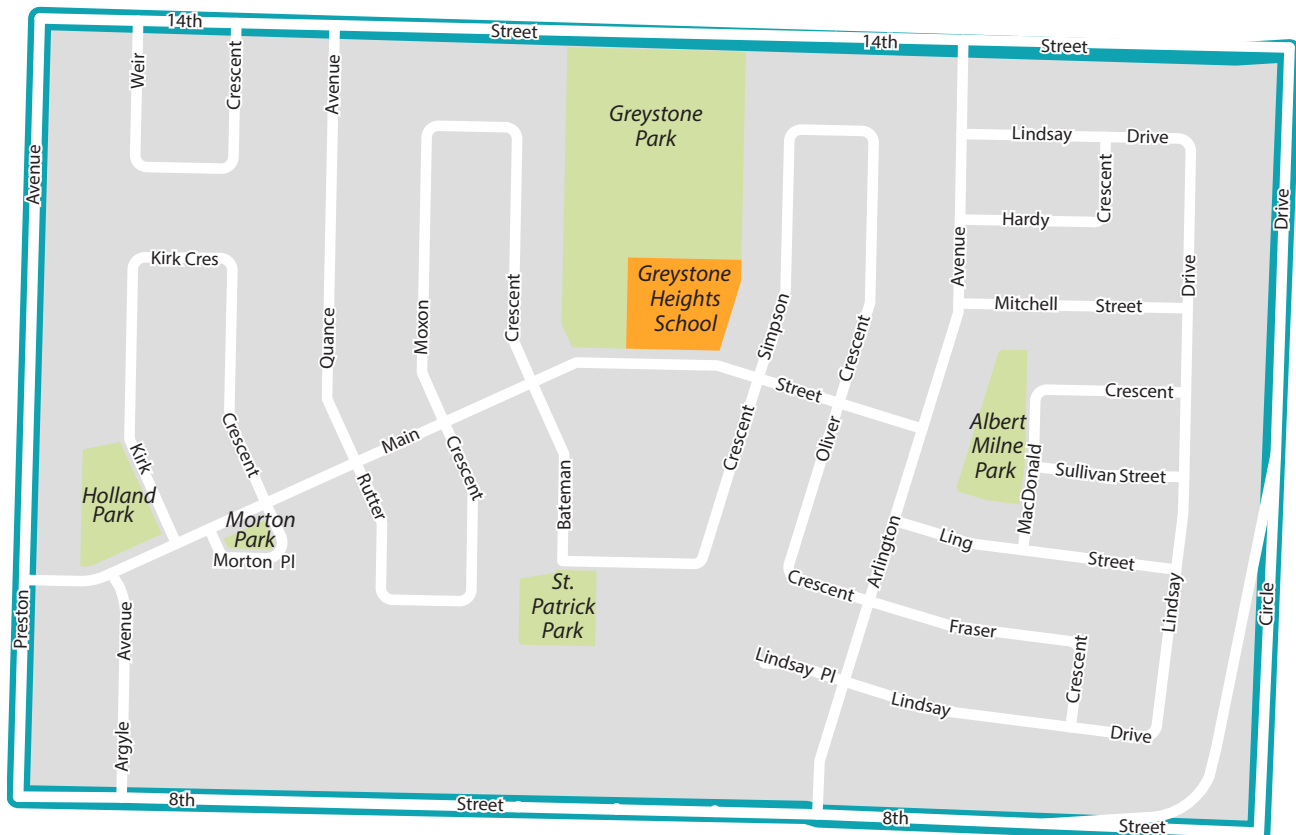 14th
Street
14th
Street
Weir
Crescent
Avenue
Avenue
Greystone
Park
Lindsay
Drive
Crescent
Hardy
Drive
Avenue
Drive
Kirk Cres
Greystone
Heights
School
Mitchell
Street
Quance
Moxon
Crescent
Simpson
Crescent
Street
Crescent
Albert
Milne
Park
Main
Kirk
Crescent
Crescent
Crescent
Oliver
Sullivan Street
MacDonald
Holland
Park
Rutter
Bateman
Morton
Park
Morton Pl
Arlington
Ling
Street
St.
Patrick
Park
Crescent
Lindsay
Circle
Preston
Avenue
Fraser
Crescent
Lindsay Pl
Lindsay
Drive
Argyle
8th
Street
8th
Street